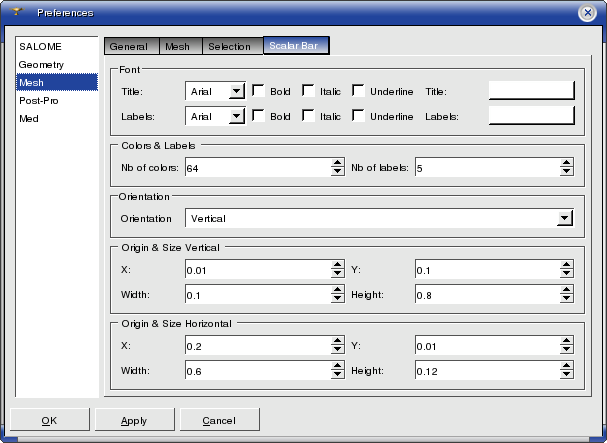 Preferences
SALOME
Geometry
Mesh
Post-Pro
Med
General Mesh Selection Scalar Bar
Font
Title: Arial Bold Italic Underline Title:
Labels: Arial Bold Italic Underline Labels:
Colors & Labels
Nb of colors: 64 Nb of labels: 5
Orientation
Orientation Vertical
Origin & Size Vertical
X: 0.01 Y: 0.1
Width: 0.1 Height: 0.8
Origin & Size Horizontal
X: 0.2 Y: 0.01
Width: 0.6 Height: 0.12
OK Apply Cancel